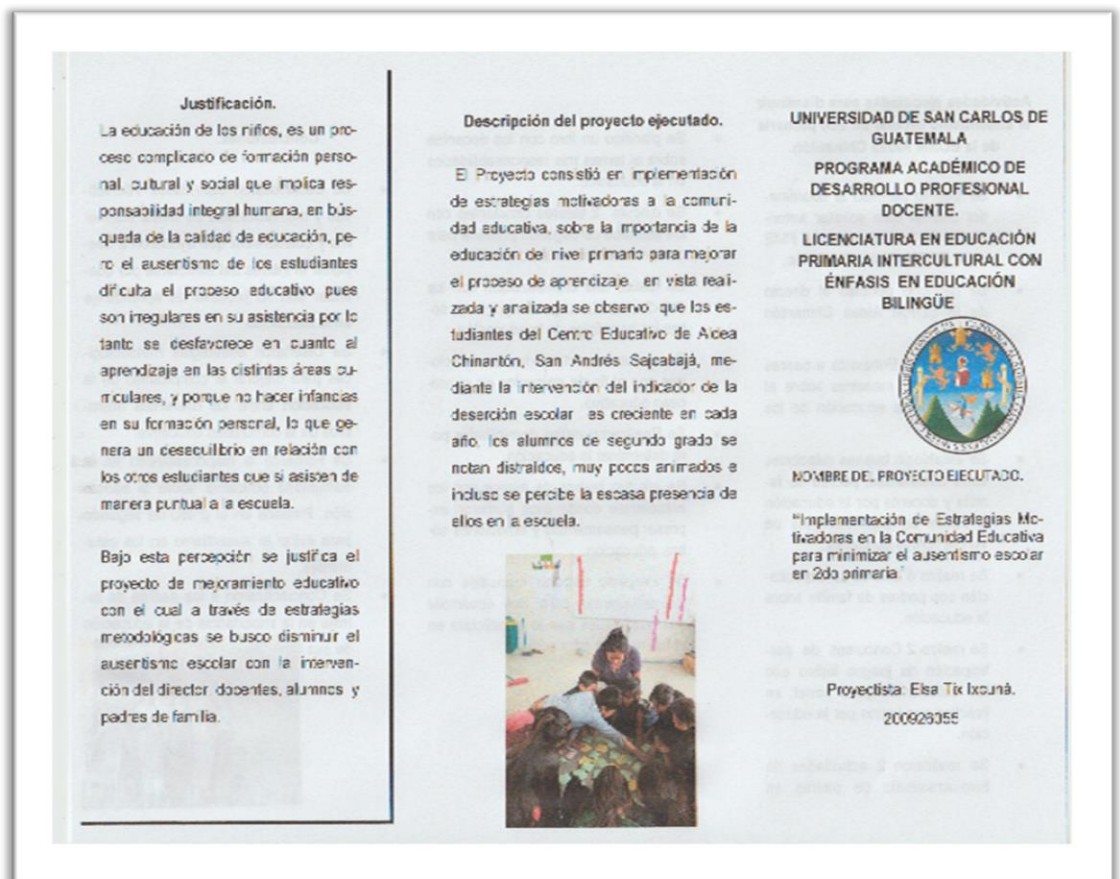 Justificación.
La educación de los niños, es un pro-
ceso complicado de formación perso-
nal, cultural y social que implica res-
ponsabilidad integral humana, en bús-
queda de la calidad de educación, pe-
ro el ausentismo de los estudiantes
dificulta el proceso educativo pues
son irregulares en su asistencia por lo
tanto se desfavorece en cuanto al
aprendizaje en las distintas áreas cu-
rriculares, y porque no hacer infancias
en su formación personal, lo que ge-
nera un desequilibrio en relación con
los otros estudiantes que si asisten de
manera puntual a la escuela.
Bajo esta percepción se justifica el
proyecto de mejoramiento educativo
con el cual a través de estrategias
metodológicas se busco disminuir el
ausentismo escolar con la interven-
ción del director, docentes, alumnos y
padres de familia.
Descripción del proyecto ejecutado.
El Proyecto consistió en implementación
de estrategias motivadoras a la comuni-
dad educativa, sobre la importancia de la
educación del nivel primario para mejorar
el proceso de aprendizaje, en vista reali-
zada y analizada se observo que los es-
tudiantes del Centro Educativo de Aldea
Chinantón, San Andrés Sajcabajá, me-
diante la intervención del indicador de la
deserción escolar es creciente en cada
año, los alumnos de segundo grado se
notan distraídos, muy pocos animados e
incluso se percibe la escasa presencia de
ellos en la escuela.
UNIVERSIDAD DE SAN CARLOS DE
GUATEMALA
PROGRAMA ACADÉMICO DE
DESARROLLO PROFESIONAL
DOCENTE.
LICENCIATURA EN EDUCACIÓN
PRIMARIA INTERCULTURAL CON
ÉNFASIS EN EDUCACIÓN
BILINGÜE
NOMBRE DEL PROYECTO EJECUTADO.
"Implementación de Estrategias Mo-
tivadoras en la Comunidad Educativa
para minimizar el ausentismo escolar
en 2do primaria."
Proyectista: Elsa Tix Ixcuná.
200926355